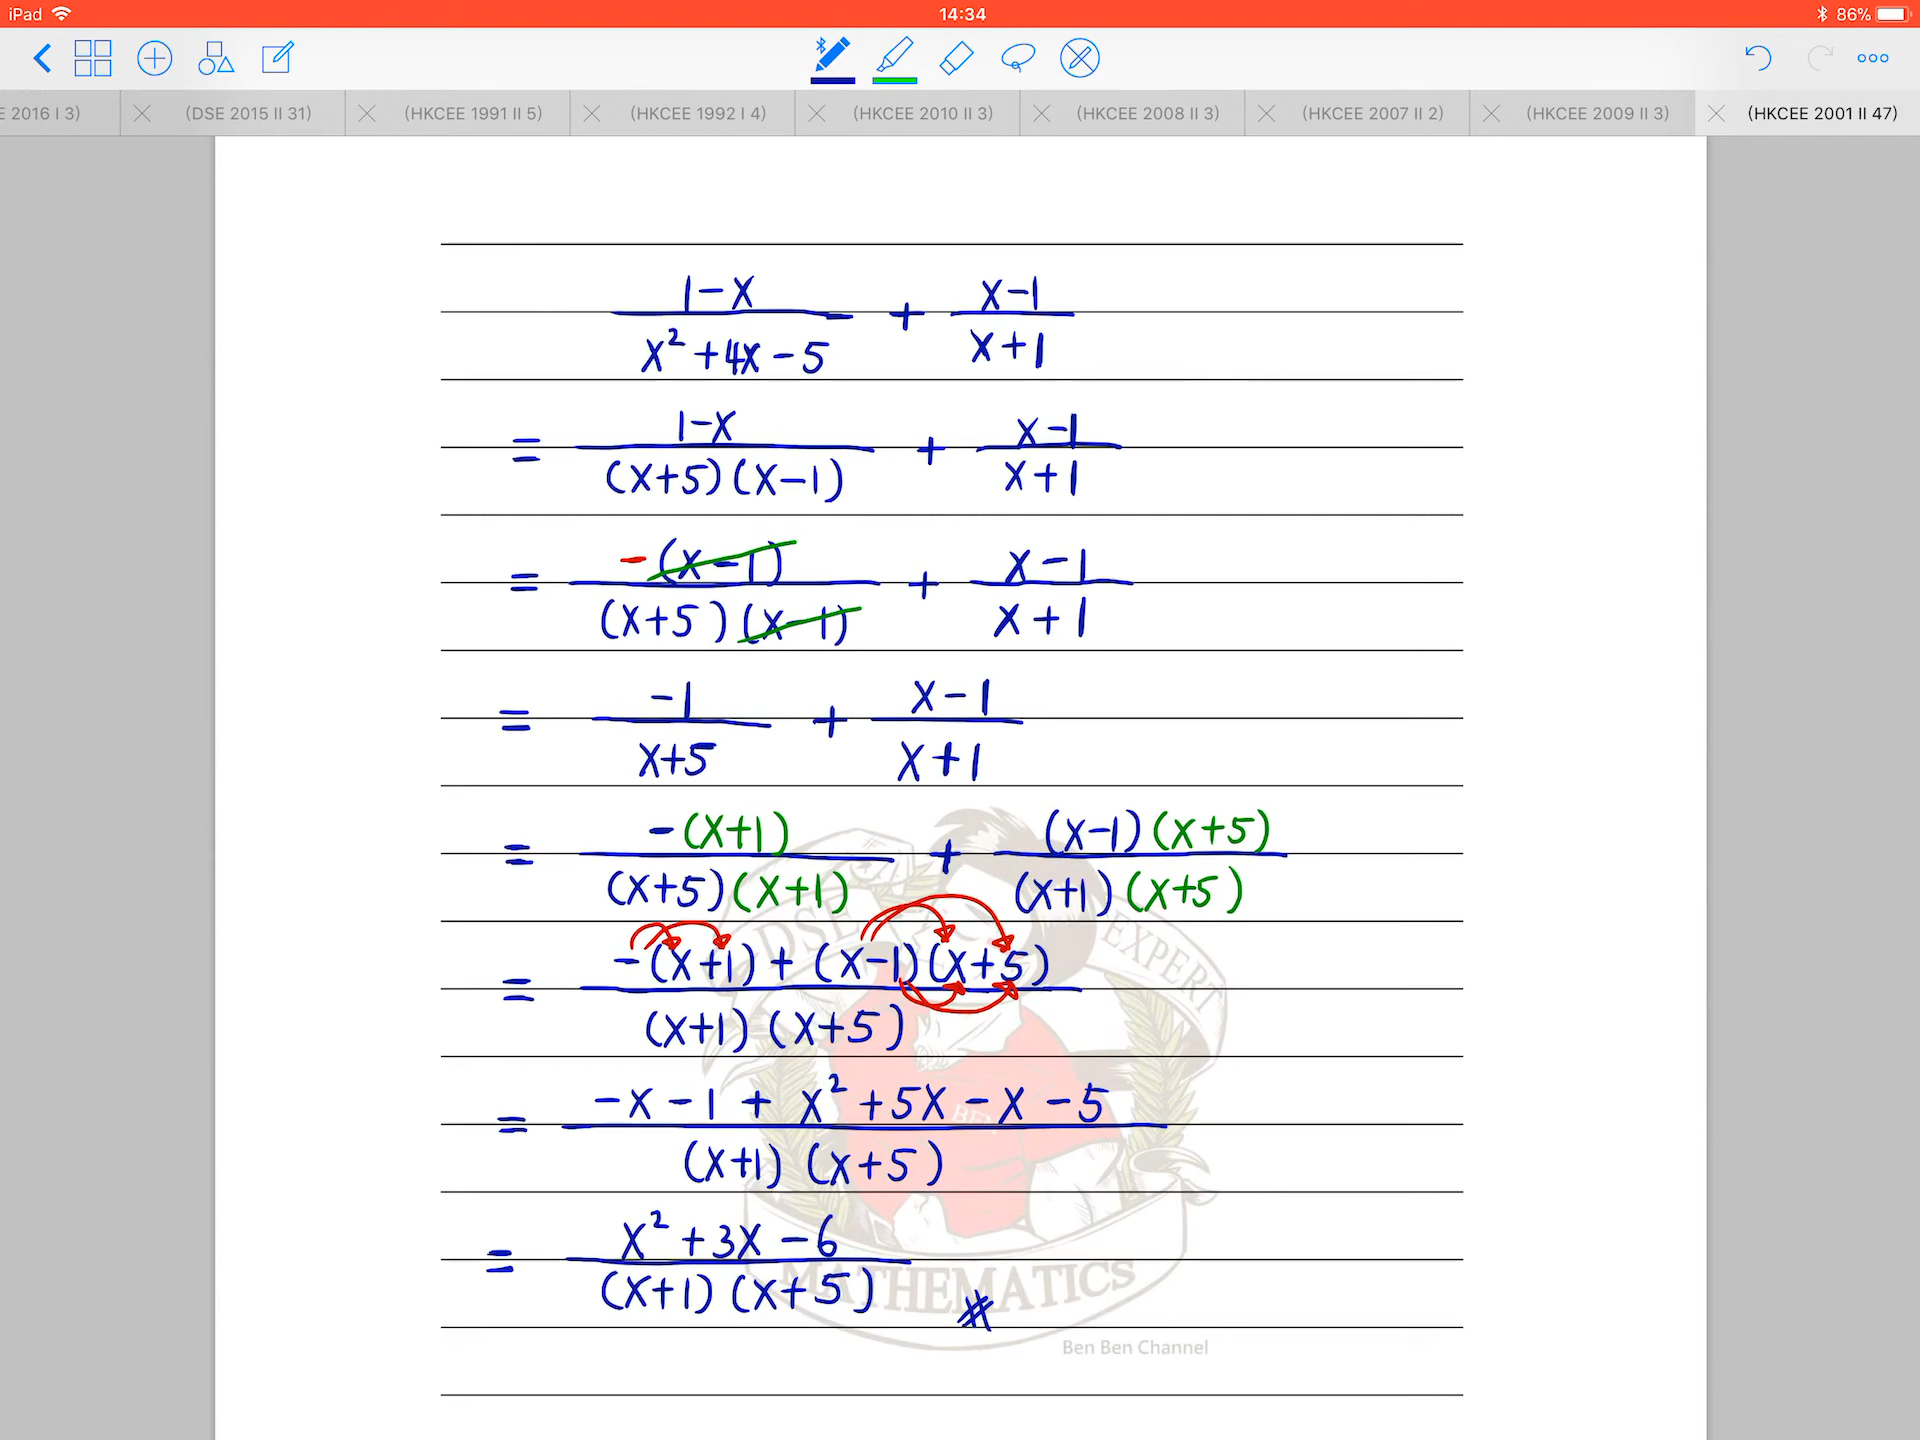 iPad 14:34 86%
E 2016 I 3) (DSE 2015 II 31) (HKCEE 1991 II 5) (HKCEE 1992 I 4) (HKCEE 2010 II 3) (HKCEE 2008 II 3) (HKCEE 2007 II 2) (HKCEE 2009 II 3) (HKCEE 2001 II 47)
1-x x-1
+
x²+4x-5 x+1
1-x x-1
= +
(x+5)(x-1) x+1
-(x-1) x-1
= +
(x+5)(x-1) x+1
-1 x-1
= +
x+5 x+1
-(x+1) (x-1)(x+5)
= +
(x+5)(x+1) (x+1)(x+5)
-(x+1)+(x-1)(x+5)
=
(x+1)(x+5)
-x-1+x²+5x-x-5
=
(x+1)(x+5)
x²+3x-6
=
(x+1)(x+5) #
DSE EXPERT
BEN
MATHEMATICS
Ben Ben Channel